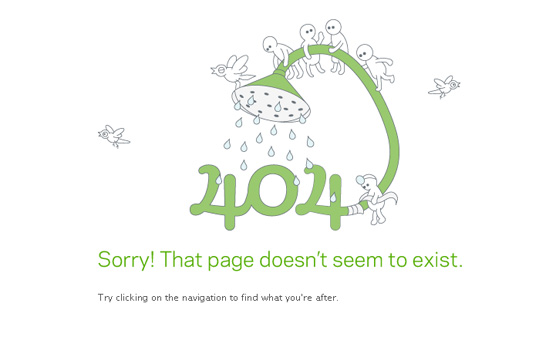 404
Sorry! That page doesn't seem to exist.
Try clicking on the navigation to find what you're after.